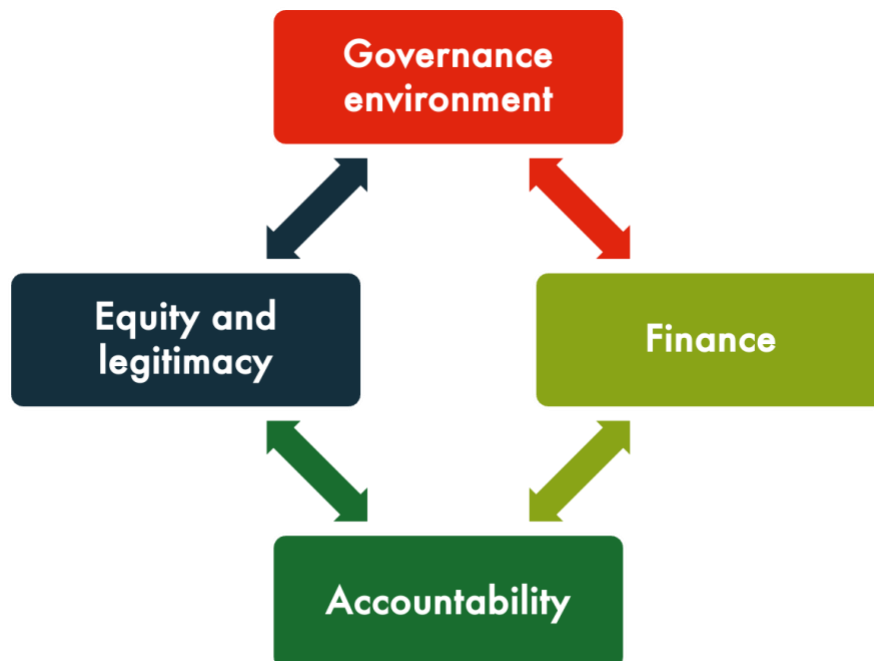 Governance
environment
Equity and
legitimacy
Finance
Accountability